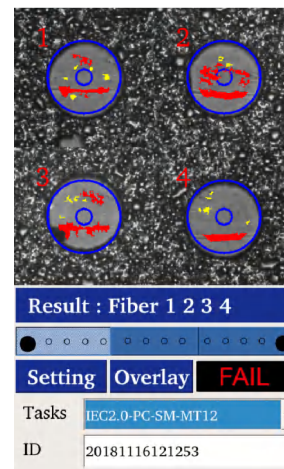 1 2
3 4
Result : Fiber 1 2 3 4
Setting Overlay FAIL
Tasks IEC2.0-PC-SM-MT12
ID 20181116121253